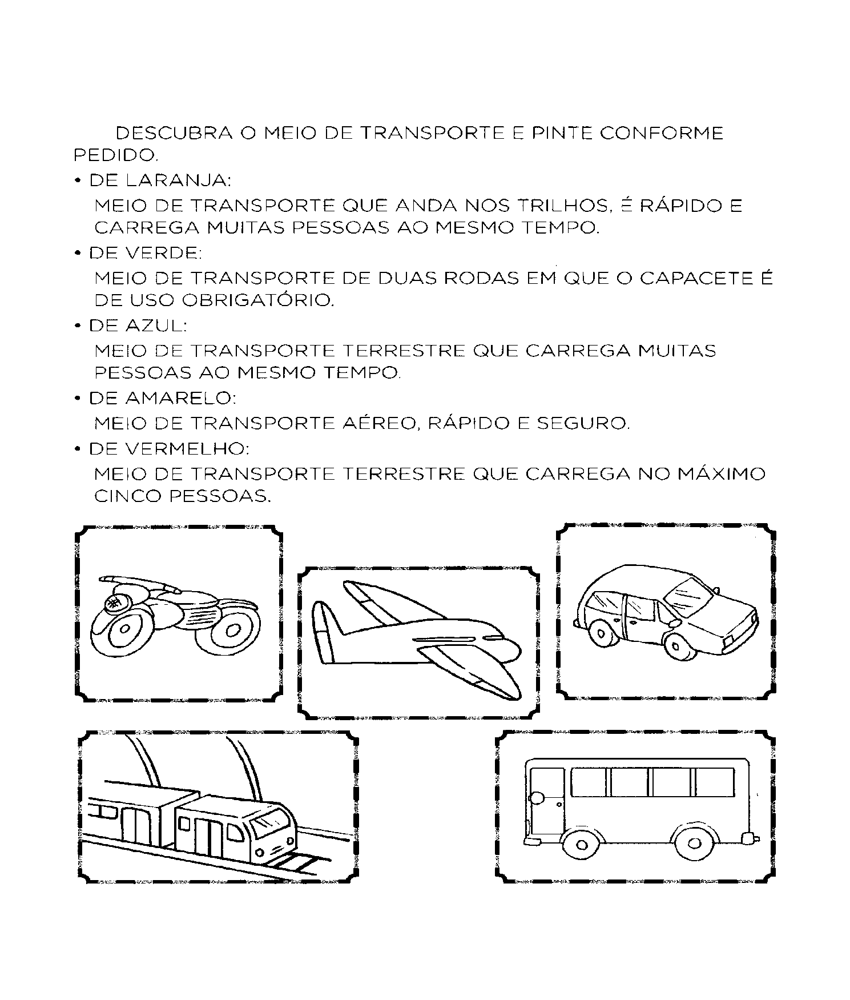 DESCUBRA O MEIO DE TRANSPORTE E PINTE CONFORME
PEDIDO.
• DE LARANJA:
MEIO DE TRANSPORTE QUE ANDA NOS TRILHOS, É RÁPIDO E
CARREGA MUITAS PESSOAS AO MESMO TEMPO.
• DE VERDE:
MEIO DE TRANSPORTE DE DUAS RODAS EM QUE O CAPACETE É
DE USO OBRIGATÓRIO.
• DE AZUL:
MEIO DE TRANSPORTE TERRESTRE QUE CARREGA MUITAS
PESSOAS AO MESMO TEMPO.
• DE AMARELO:
MEIO DE TRANSPORTE AÉREO, RÁPIDO E SEGURO.
• DE VERMELHO:
MEIO DE TRANSPORTE TERRESTRE QUE CARREGA NO MÁXIMO
CINCO PESSOAS.